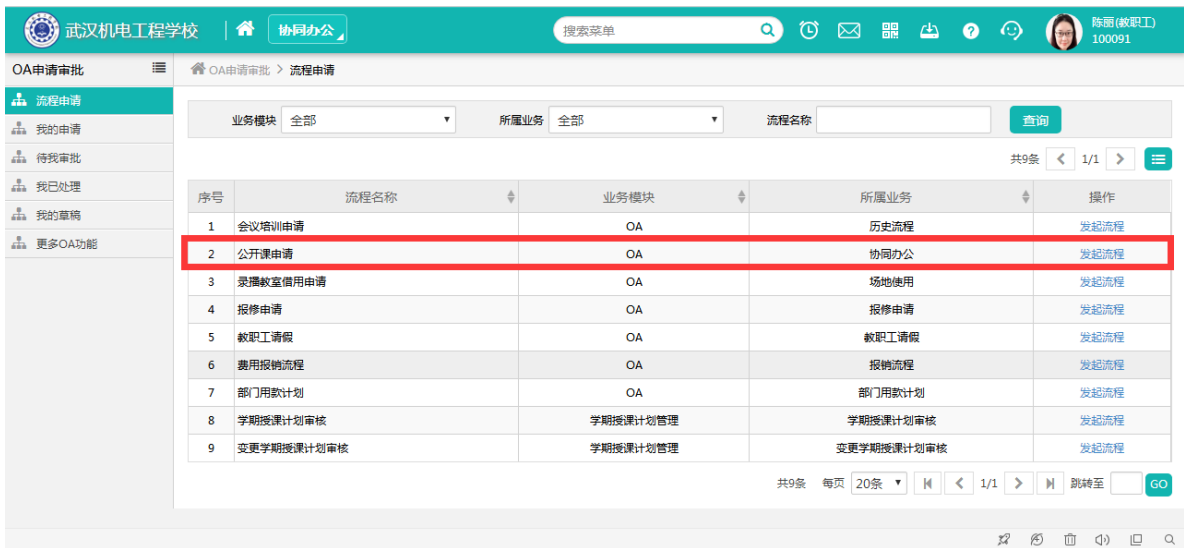 武汉机电工程学校 协同办公 搜索菜单 陈丽(教职工)
100091
OA申请审批 OA申请审批 > 流程申请
流程申请
我的申请
待我审批
我已处理
我的草稿
更多OA功能
业务模块 全部 所属业务 全部 流程名称 查询
共9条 1/1
序号 流程名称 业务模块 所属业务 操作
1 会议培训申请 OA 历史流程 发起流程
2 公开课申请 OA 协同办公 发起流程
3 录播教室借用申请 OA 场地使用 发起流程
4 报修申请 OA 报修申请 发起流程
5 教职工请假 OA 教职工请假 发起流程
6 费用报销流程 OA 报销流程 发起流程
7 部门用款计划 OA 部门用款计划 发起流程
8 学期授课计划审核 学期授课计划管理 学期授课计划审核 发起流程
9 变更学期授课计划审核 学期授课计划管理 变更学期授课计划审核 发起流程
共9条 每页 20条 1/1 跳转至 GO